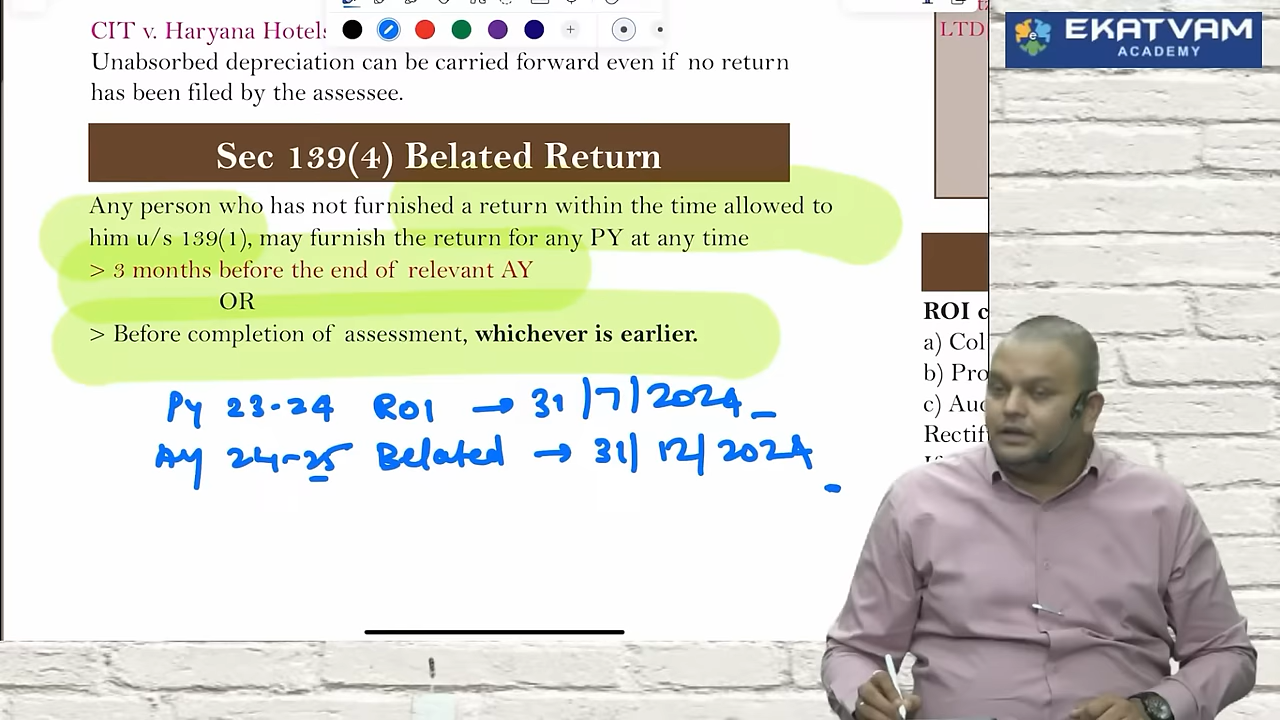 CIT v. Haryana Hotels
Unabsorbed depreciation can be carried forward even if no return
has been filed by the assessee.
Sec 139(4) Belated Return
Any person who has not furnished a return within the time allowed to
him u/s 139(1), may furnish the return for any PY at any time
> 3 months before the end of relevant AY
OR
> Before completion of assessment, whichever is earlier.
Py 23-24 ROI → 31/7/2024
AY 24-25 Belated → 31/12/2024
LTD
ROI
a) Col
b) Pro
c) Aud
Rectif
EKATVAM
ACADEMY